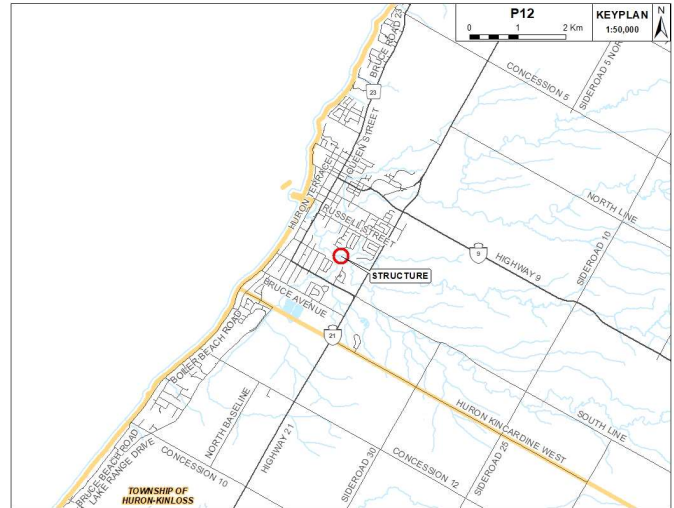 P12
0 1 2 Km
KEYPLAN
1:50,000
N
BRUCE ROAD 23
23
CONCESSION 5
SIDEROAD 5 NOR
QUEEN STREET
HURON TERRACE
RUSSELL STREET
NORTH LINE
SIDEROAD 10
HIGHWAY 9
9
STRUCTURE
BRUCE AVENUE
21
BOILER BEACH ROAD
HURON KINCARDINE WEST
SOUTH LINE
NORTH BASELINE
HIGHWAY 21
CONCESSION 10
CONCESSION 12
SIDEROAD 30
SIDEROAD 25
BRUCE BEACH ROAD
LAKE RANGE DRIVE
TOWNSHIP OF
HURON-KINLOSS